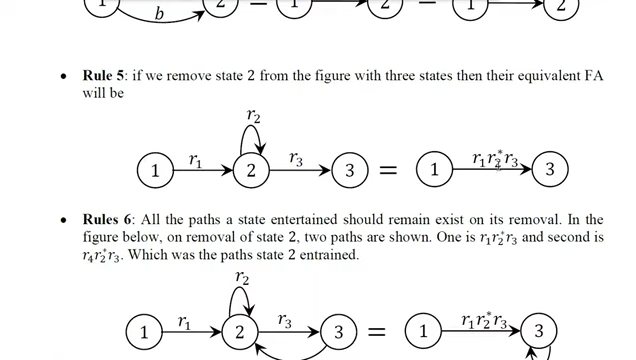 1 b 2 = 1 2 = 1 2
• Rule 5: if we remove state 2 from the figure with three states then their equivalent FA
will be
r₂
1 r₁ 2 r₃ 3 = 1 r₁r₂*r₃ 3
• Rules 6: All the paths a state entertained should remain exist on its removal. In the
figure below, on removal of state 2, two paths are shown. One is r₁r₂*r₃ and second is
r₄r₂*r₃. Which was the paths state 2 entrained.
r₂
1 r₁ 2 r₃ 3 = 1 r₁r₂*r₃ 3